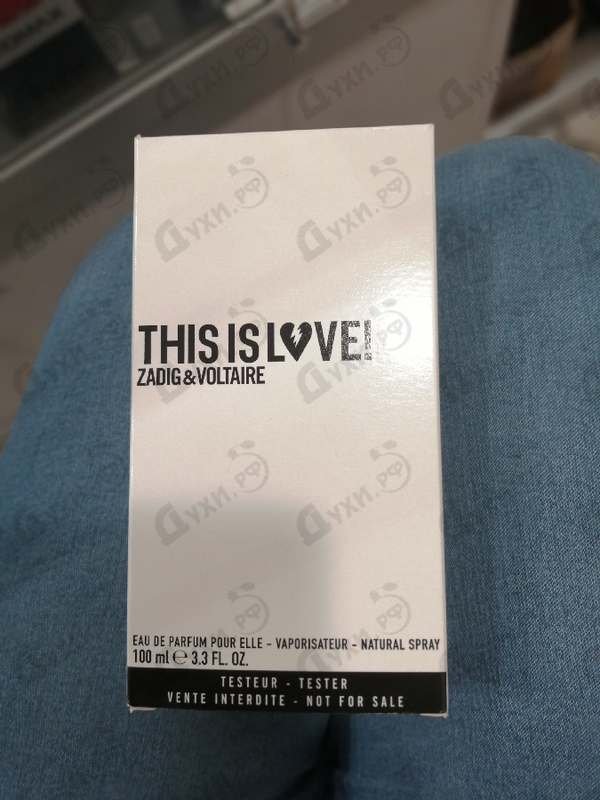 THIS IS LOVE!
ZADIG&VOLTAIRE
EAU DE PARFUM POUR ELLE - VAPORISATEUR - NATURAL SPRAY
100 ml ℮ 3.3 FL. OZ.
TESTEUR - TESTER
VENTE INTERDITE - NOT FOR SALE
Духи.РФ